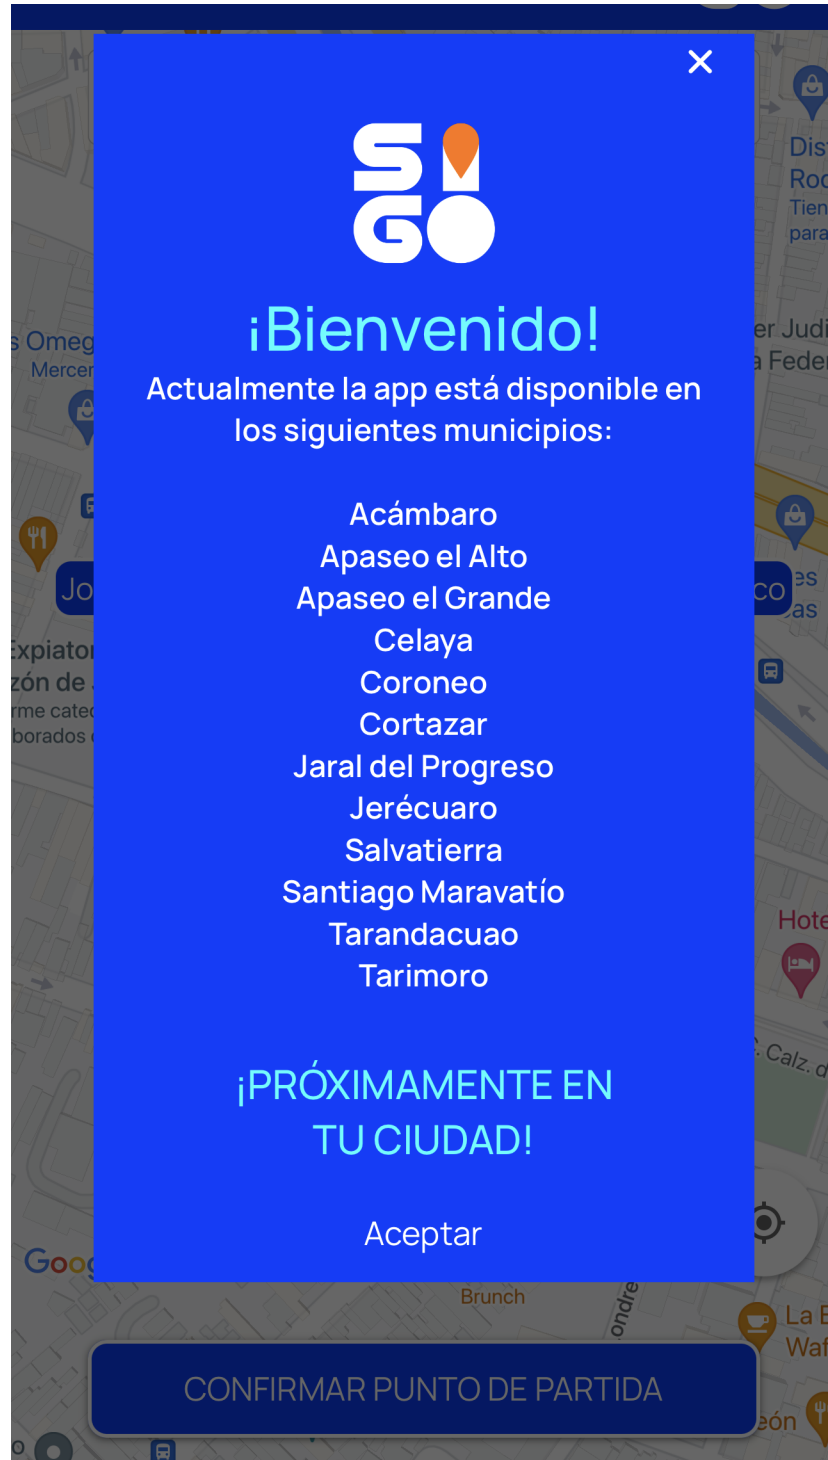 SIGO
¡Bienvenido!
Actualmente la app está disponible en
los siguientes municipios:
Acámbaro
Apaseo el Alto
Apaseo el Grande
Celaya
Coroneo
Cortazar
Jaral del Progreso
Jerécuaro
Salvatierra
Santiago Maravatío
Tarandacuao
Tarimoro
¡PRÓXIMAMENTE EN
TU CIUDAD!
Aceptar
Brunch
CONFIRMAR PUNTO DE PARTIDA
C. Calz. d